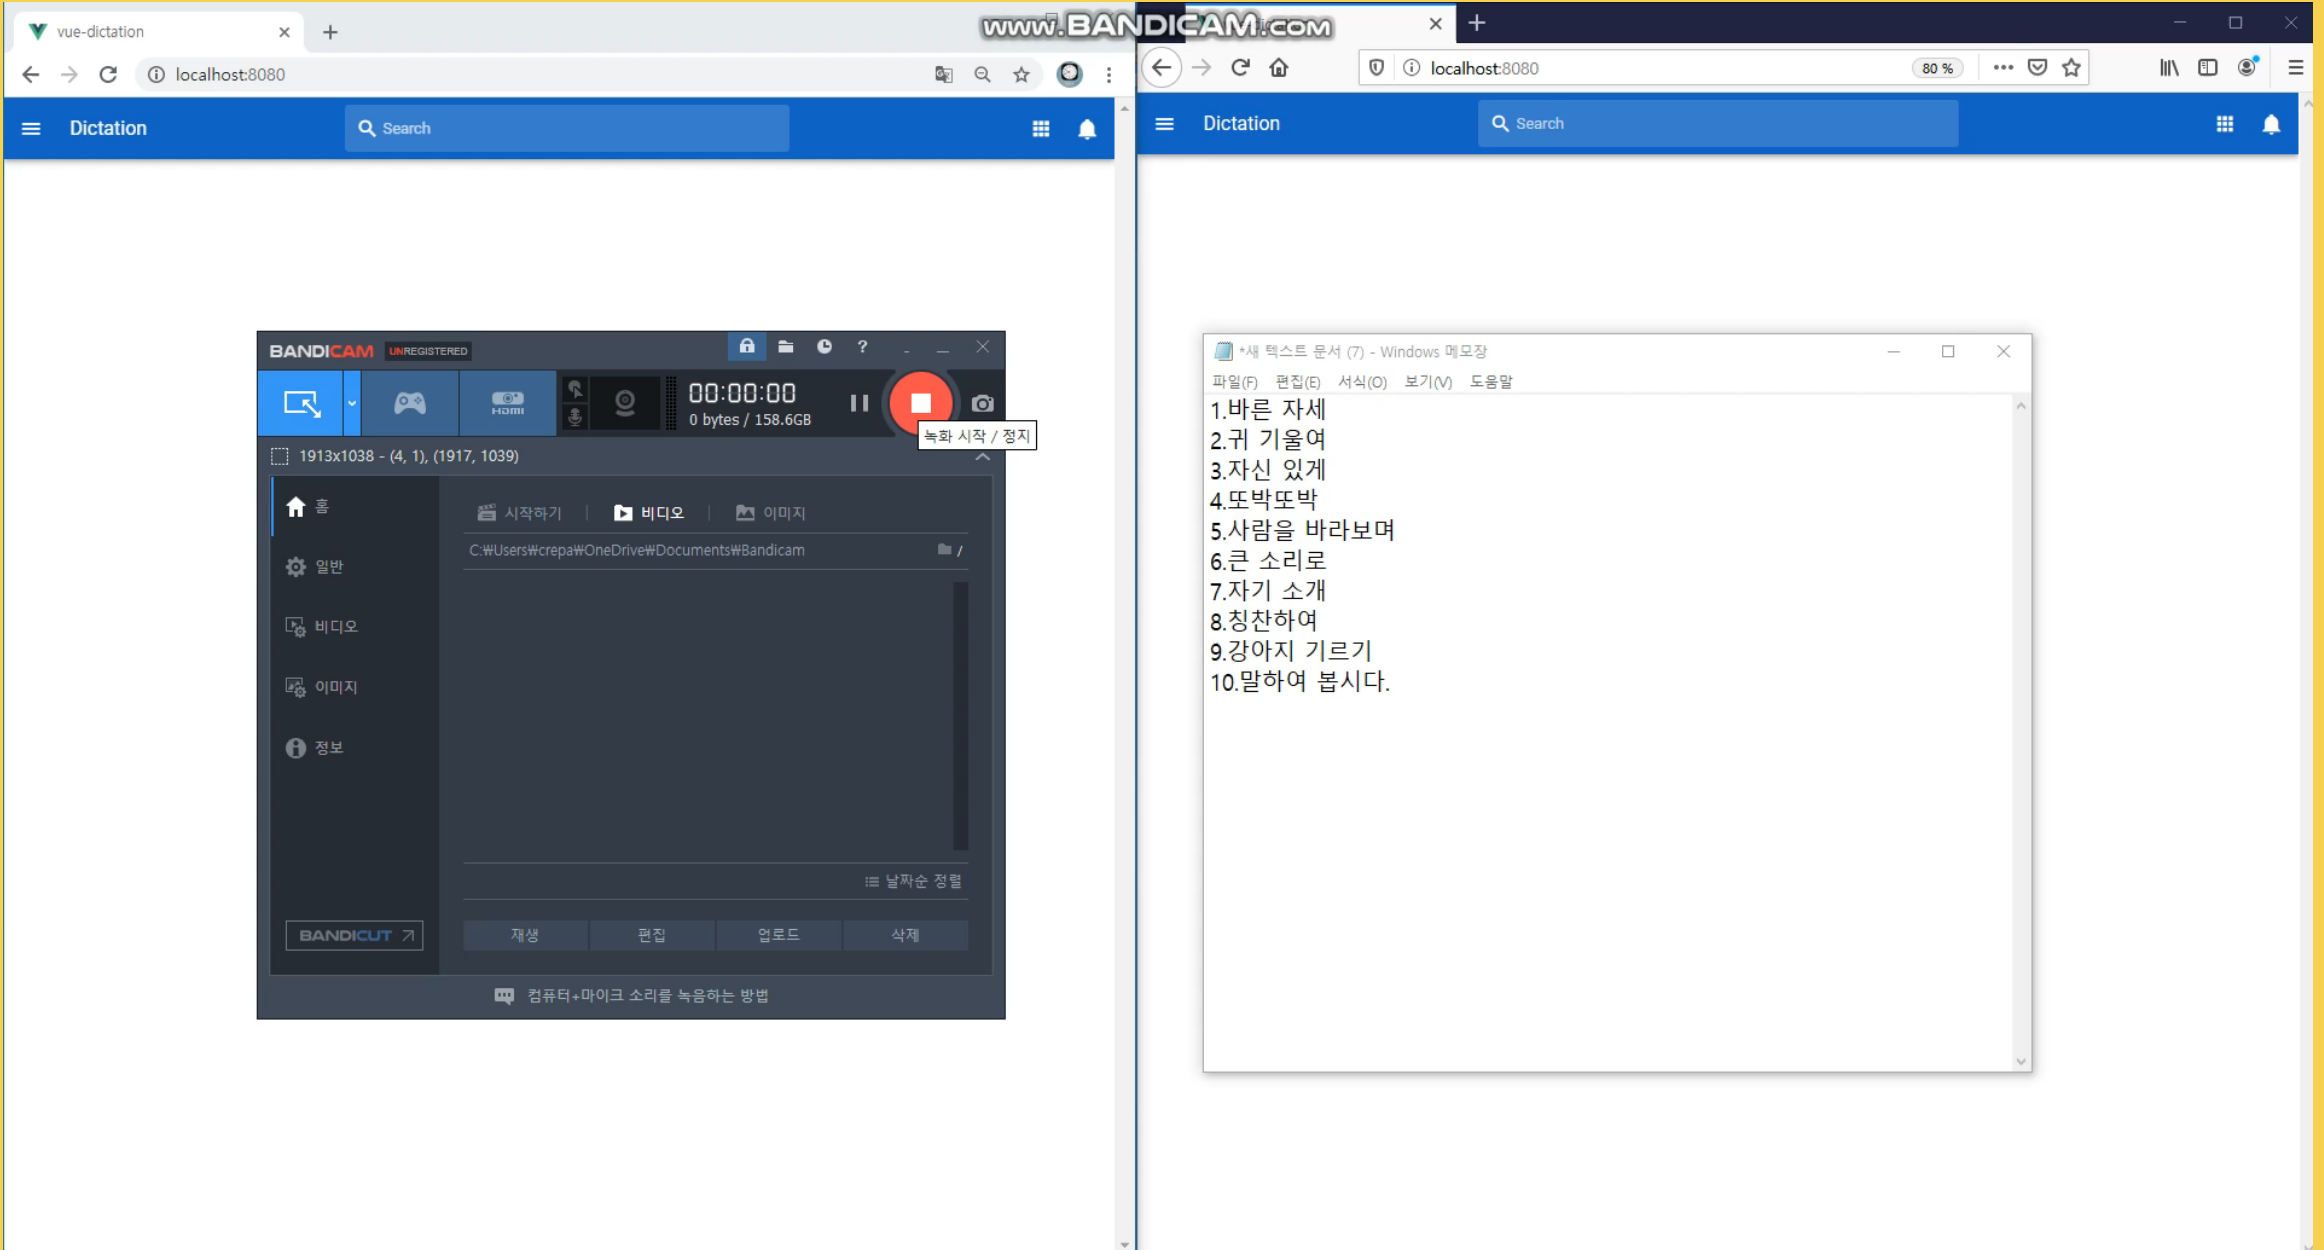 vue-dictation
www.BANDICAM.com
localhost:8080
localhost:8080
80 %
Dictation
Search
Dictation
Search
BANDICAM UNREGISTERED
?
HDMI
00:00:00
0 bytes / 158.6GB
녹화 시작 / 정지
1913x1038 - (4, 1), (1917, 1039)
홈
일반
비디오
이미지
정보
시작하기
비디오
이미지
C:₩Users₩crepa₩OneDrive₩Documents₩Bandicam
/
날짜순 정렬
BANDICUT
재생
편집
업로드
삭제
컴퓨터+마이크 소리를 녹음하는 방법
*새 텍스트 문서 (7) - Windows 메모장
파일(F) 편집(E) 서식(O) 보기(V) 도움말
1.바른 자세
2.귀 기울여
3.자신 있게
4.또박또박
5.사람을 바라보며
6.큰 소리로
7.자기 소개
8.칭찬하여
9.강아지 기르기
10.말하여 봅시다.